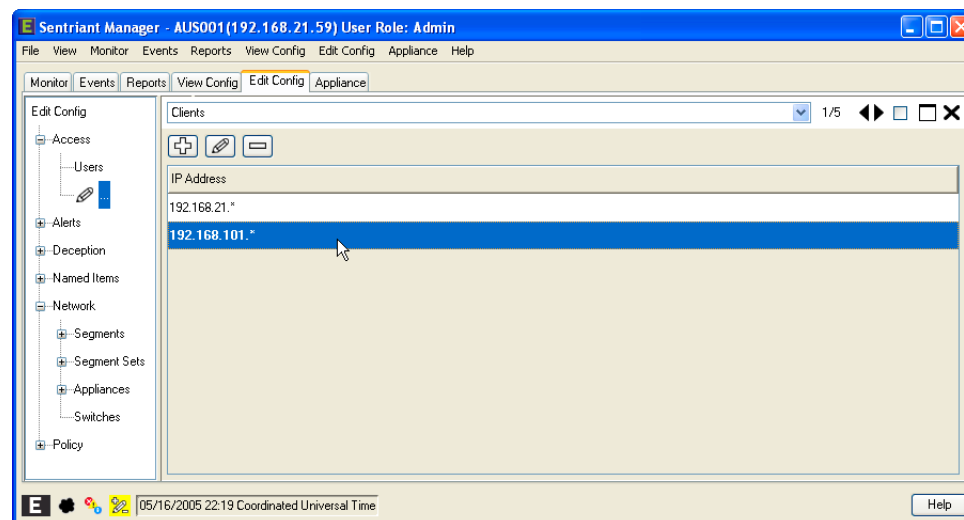 E Sentriant Manager - AUS001(192.168.21.59) User Role: Admin
File View Monitor Events Reports View Config Edit Config Appliance Help
Monitor Events Reports View Config Edit Config Appliance
Edit Config
Access
Users
...
Alerts
Deception
Named Items
Network
Segments
Segment Sets
Appliances
Switches
Policy
Clients 1/5
IP Address
192.168.21.*
192.168.101.*
E 05/16/2005 22:19 Coordinated Universal Time Help